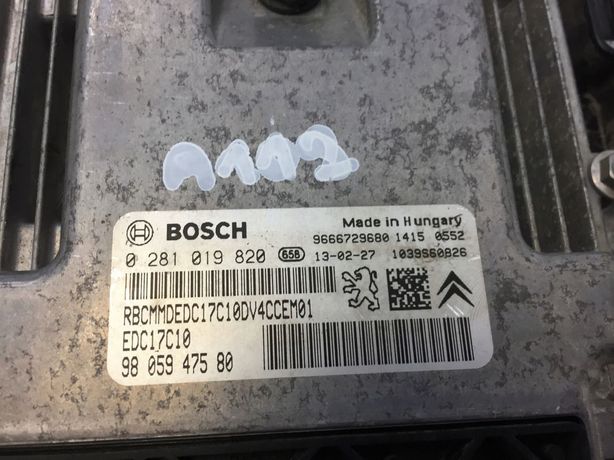 A112
BOSCH
Made in Hungary
9666729680 1415 0552
0 281 019 820 658 13-02-27 1039S60826
RBCMMDEDC17C10DV4CCEM01
EDC17C10
98 059 475 80